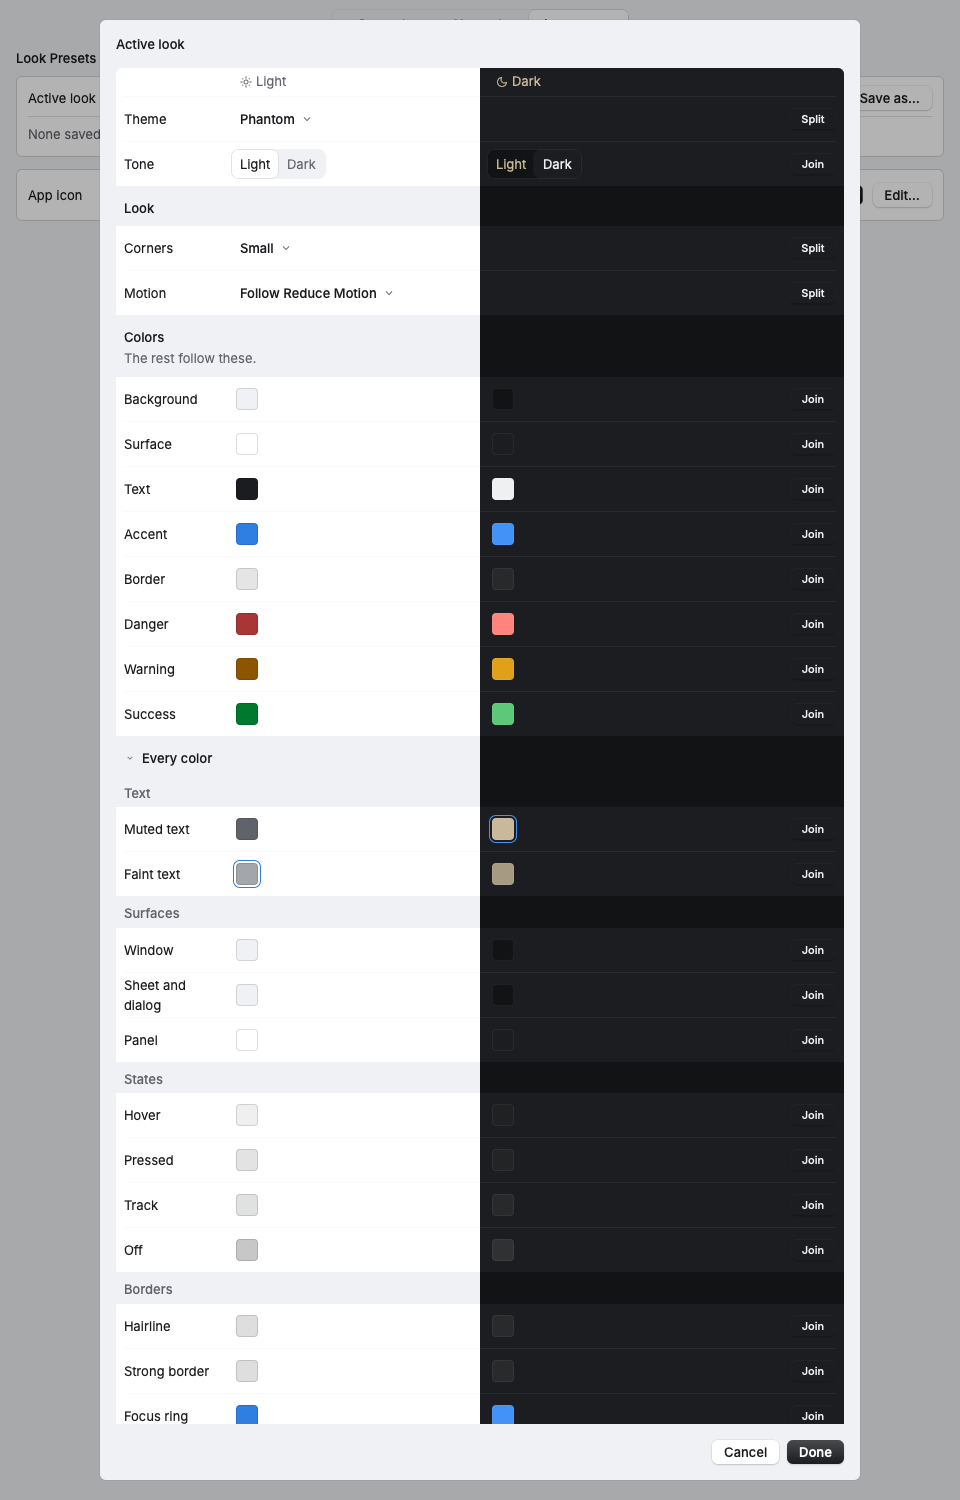 Active look
Look Presets
Light
Dark
Active look
Save as...
Theme
Phantom
Split
None saved
Tone
Light
Dark
Light
Dark
Join
App icon
Edit...
Look
Corners
Small
Split
Motion
Follow Reduce Motion
Split
Colors
The rest follow these.
Background
Join
Surface
Join
Text
Join
Accent
Join
Border
Join
Danger
Join
Warning
Join
Success
Join
Every color
Text
Muted text
Join
Faint text
Join
Surfaces
Window
Join
Sheet and
dialog
Join
Panel
Join
States
Hover
Join
Pressed
Join
Track
Join
Off
Join
Borders
Hairline
Join
Strong border
Join
Focus ring
Join
Cancel
Done